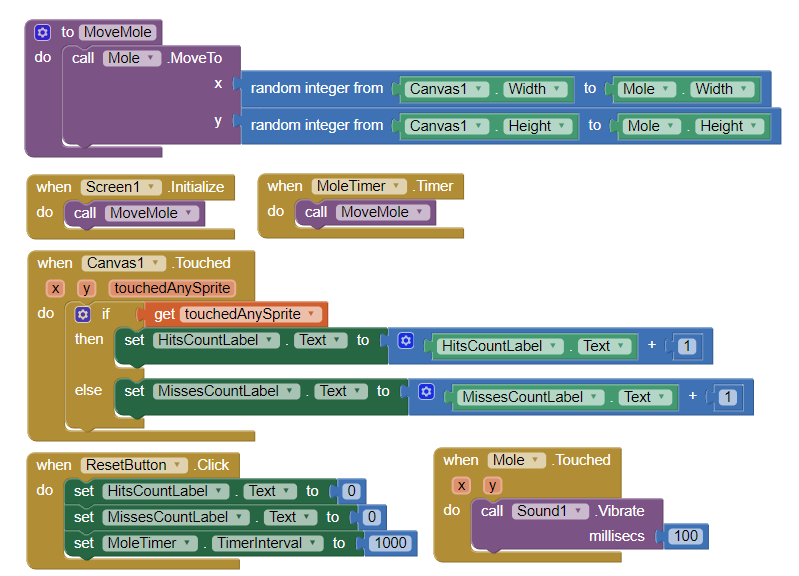 to MoveMole
do call Mole .MoveTo
x random integer from Canvas1 . Width to Mole . Width
y random integer from Canvas1 . Height to Mole . Height
when Screen1 .Initialize
do call MoveMole
when MoleTimer .Timer
do call MoveMole
when Canvas1 .Touched
x y touchedAnySprite
do if get touchedAnySprite
then set HitsCountLabel . Text to HitsCountLabel . Text + 1
else set MissesCountLabel . Text to MissesCountLabel . Text + 1
when ResetButton .Click
do set HitsCountLabel . Text to 0
set MissesCountLabel . Text to 0
set MoleTimer . TimerInterval to 1000
when Mole .Touched
x y
do call Sound1 .Vibrate
millisecs 100